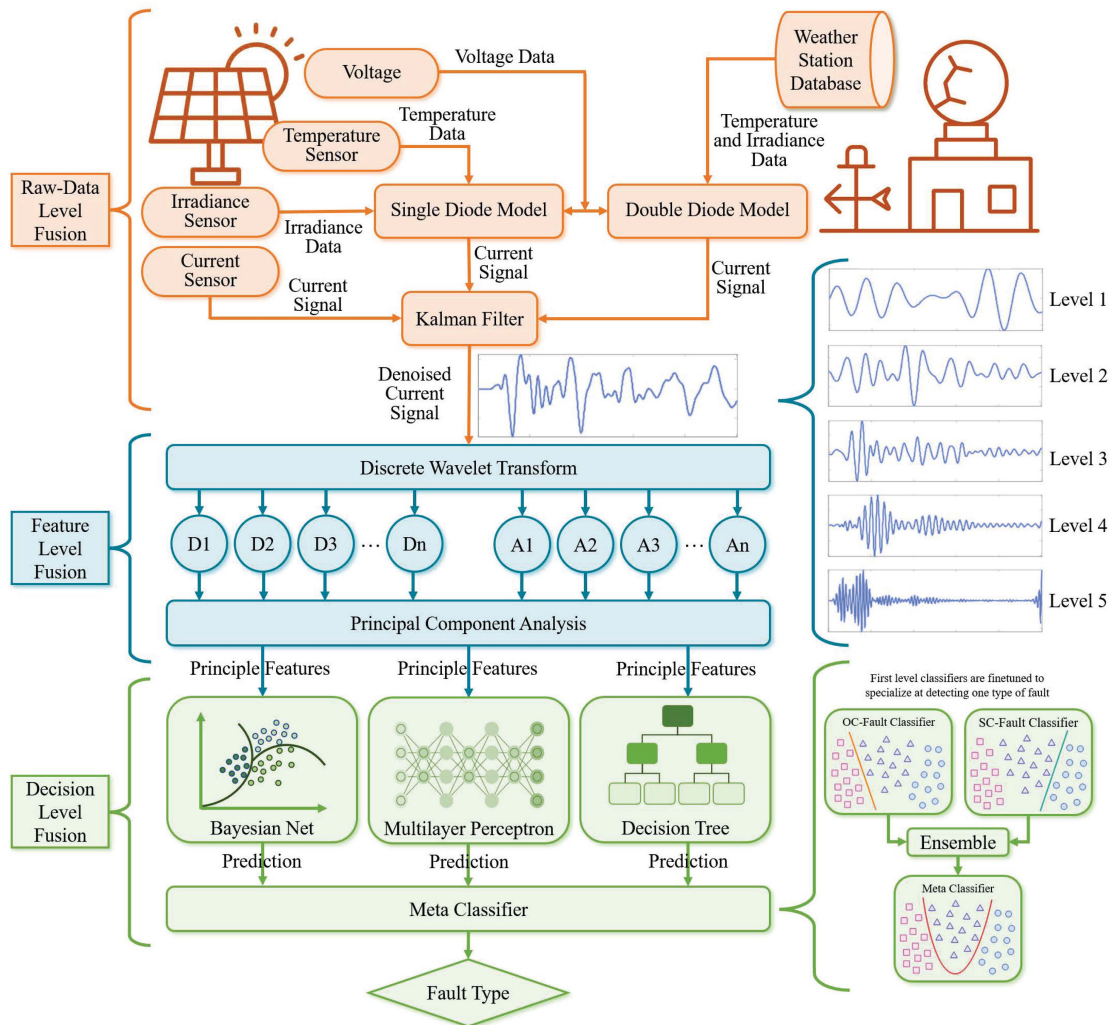 Voltage
Voltage Data
Weather
Station
Database
Temperature
Data
Temperature
Sensor
Temperature
and Irradiance
Data
Raw-Data
Level
Fusion
Irradiance
Sensor
Irradiance
Data
Single Diode Model
Double Diode Model
Current
Sensor
Current
Signal
Current
Signal
Current
Signal
Kalman Filter
Denoised
Current
Signal
Level 1
Level 2
Level 3
Level 4
Level 5
Feature
Level
Fusion
Discrete Wavelet Transform
D1
D2
D3
...
Dn
A1
A2
A3
...
An
Principal Component Analysis
Principle Features
Principle Features
Principle Features
Decision
Level
Fusion
Bayesian Net
Multilayer Perceptron
Decision Tree
Prediction
Prediction
Prediction
Meta Classifier
Fault Type
First level classifiers are finetuned to
specialize at detecting one type of fault
OC-Fault Classifier
SC-Fault Classifier
Ensemble
Meta Classifier